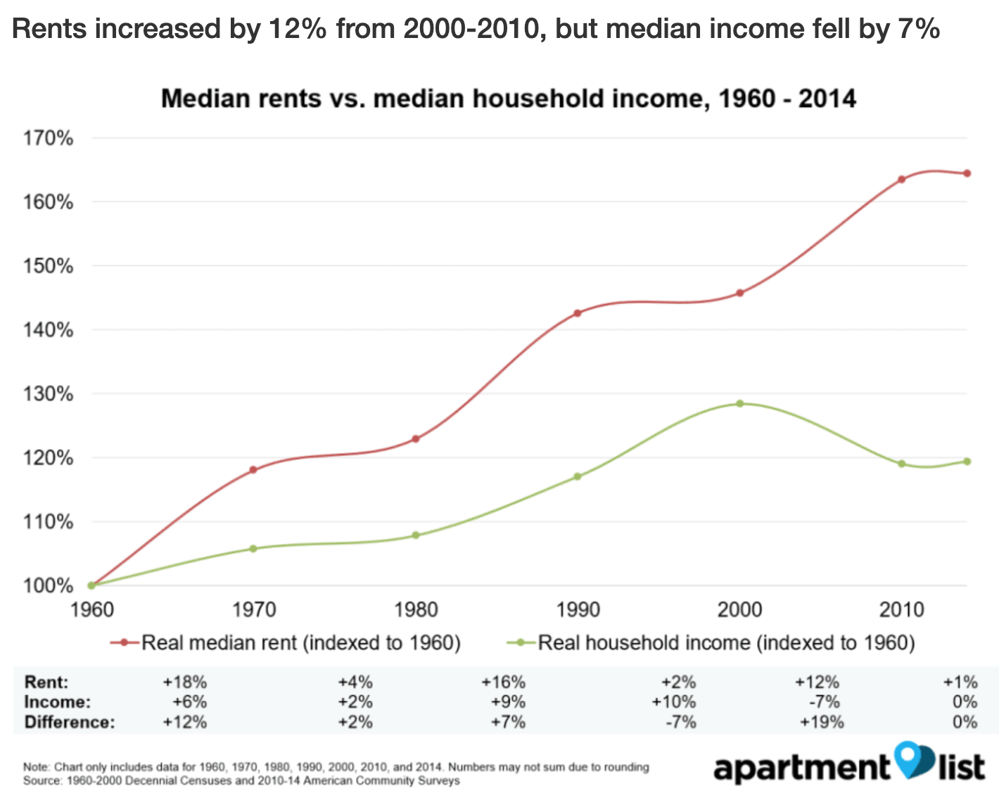 Rents increased by 12% from 2000-2010, but median income fell by 7%
Median rents vs. median household income, 1960 - 2014
170%
160%
150%
140%
130%
120%
110%
100%
1960 1970 1980 1990 2000 2010
Real median rent (indexed to 1960) Real household income (indexed to 1960)
Rent: +18% +4% +16% +2% +12% +1%
Income: +6% +2% +9% +10% -7% 0%
Difference: +12% +2% +7% -7% +19% 0%
Note: Chart only includes data for 1960, 1970, 1980, 1990, 2000, 2010, and 2014. Numbers may not sum due to rounding
Source: 1960-2000 Decennial Censuses and 2010-14 American Community Surveys
apartment list